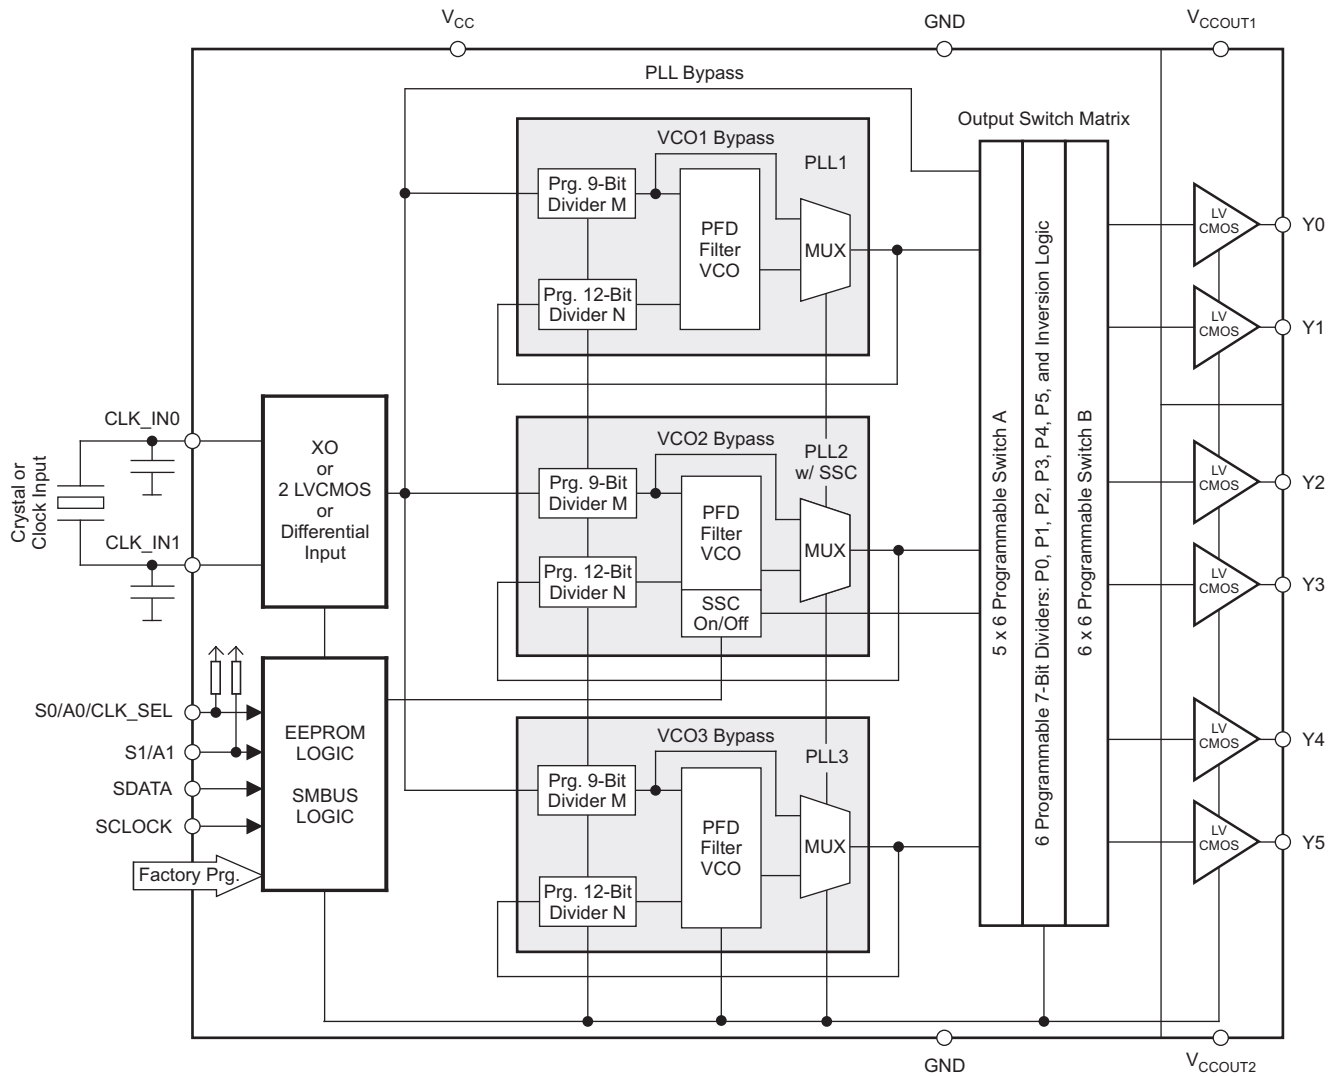 VCC
GND
VCCOUT1
PLL Bypass
Output Switch Matrix
VCO1 Bypass
PLL1
Prg. 9-Bit
Divider M
PFD
Filter
VCO
MUX
Prg. 12-Bit
Divider N
LV
CMOS
Y0
LV
CMOS
Y1
CLK_IN0
Crystal or
Clock Input
CLK_IN1
XO
or
2 LVCMOS
or
Differential
Input
VCO2 Bypass
PLL2
w/ SSC
Prg. 9-Bit
Divider M
PFD
Filter
VCO
MUX
Prg. 12-Bit
Divider N
SSC
On/Off
5 x 6 Programmable Switch A
6 Programmable 7-Bit Dividers: P0, P1, P2, P3, P4, P5, and Inversion Logic
6 x 6 Programmable Switch B
LV
CMOS
Y2
LV
CMOS
Y3
S0/A0/CLK_SEL
S1/A1
SDATA
SCLOCK
Factory Prg.
EEPROM
LOGIC
SMBUS
LOGIC
VCO3 Bypass
PLL3
Prg. 9-Bit
Divider M
PFD
Filter
VCO
MUX
Prg. 12-Bit
Divider N
LV
CMOS
Y4
LV
CMOS
Y5
GND
VCCOUT2